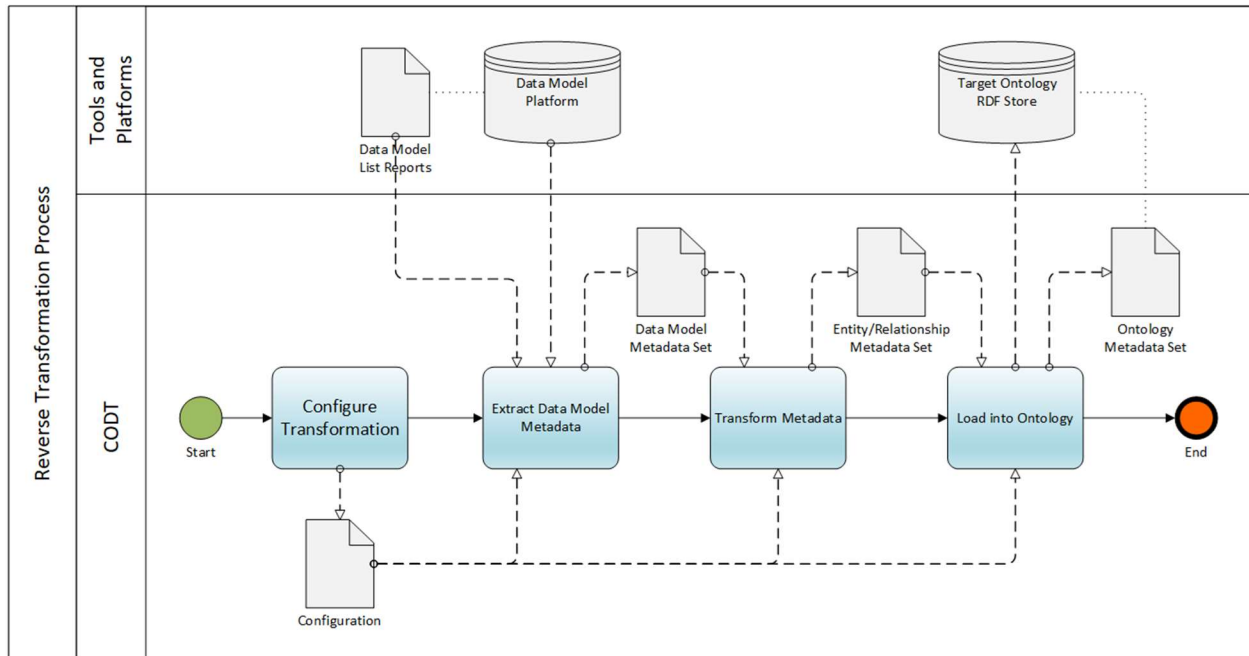 Reverse Transformation Process
Tools and
Platforms
Data Model
List Reports
Data Model
Platform
Target Ontology
RDF Store
CODT
Data Model
Metadata Set
Entity/Relationship
Metadata Set
Ontology
Metadata Set
Start
Configure
Transformation
Extract Data Model
Metadata
Transform Metadata
Load into Ontology
End
Configuration